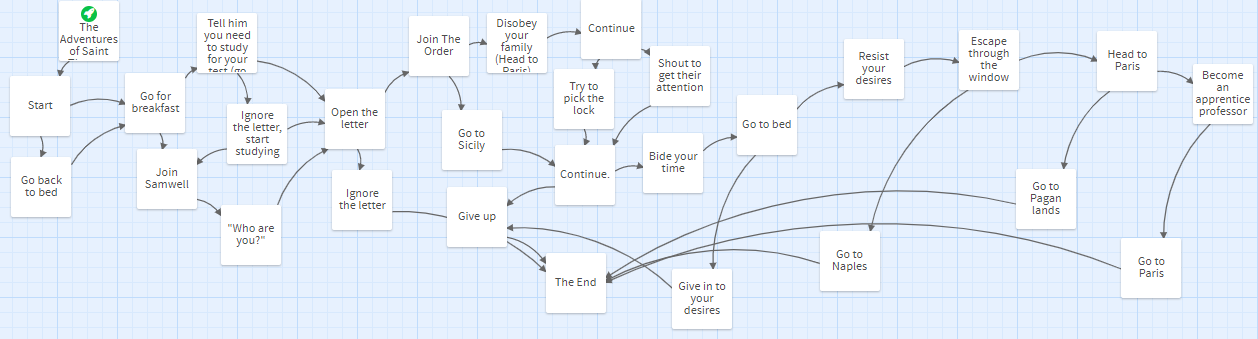 The
Adventures
of Saint
Start
Go back
to bed
Go for
breakfast
Join
Samwell
Tell him
you need
to study
for your
test (go
Ignore
the letter,
start
studying
"Who are
you?"
Open the
letter
Ignore
the letter
Join The
Order
Go to
Sicily
Disobey
your
family
(Head to
Paris)
Continue
Try to
pick the
lock
Shout to
get their
attention
Continue.
Give up
The End
Bide your
time
Go to bed
Give in to
your
desires
Resist
your
desires
Go to
Naples
Escape
through
the
window
Head to
Paris
Go to
Pagan
lands
Become
an
apprentice
professor
Go to
Paris